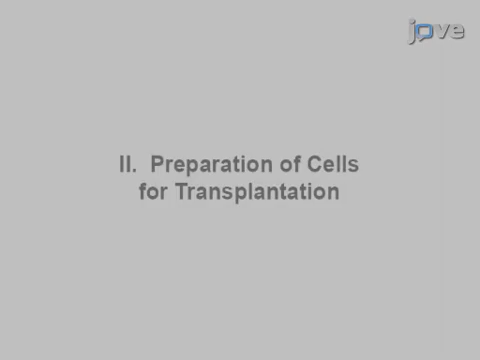 jove
II. Preparation of Cells
for Transplantation